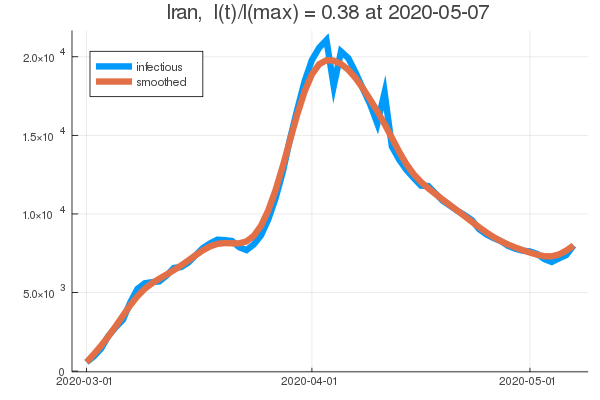 Iran, I(t)/I(max) = 0.38 at 2020-05-07
2.0×10⁴
infectious
smoothed
1.5×10⁴
1.0×10⁴
5.0×10³
0
2020-03-01 2020-04-01 2020-05-01